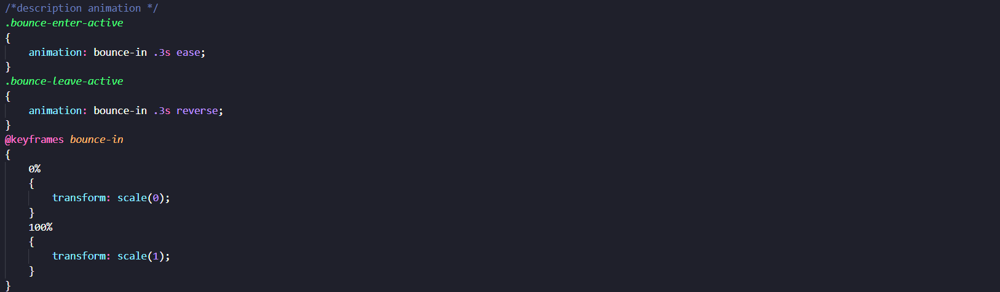 /*description animation */
.bounce-enter-active
{
    animation: bounce-in .3s ease;
}
.bounce-leave-active
{
    animation: bounce-in .3s reverse;
}
@keyframes bounce-in
{
    0%
    {
        transform: scale(0);
    }
    100%
    {
        transform: scale(1);
    }
}